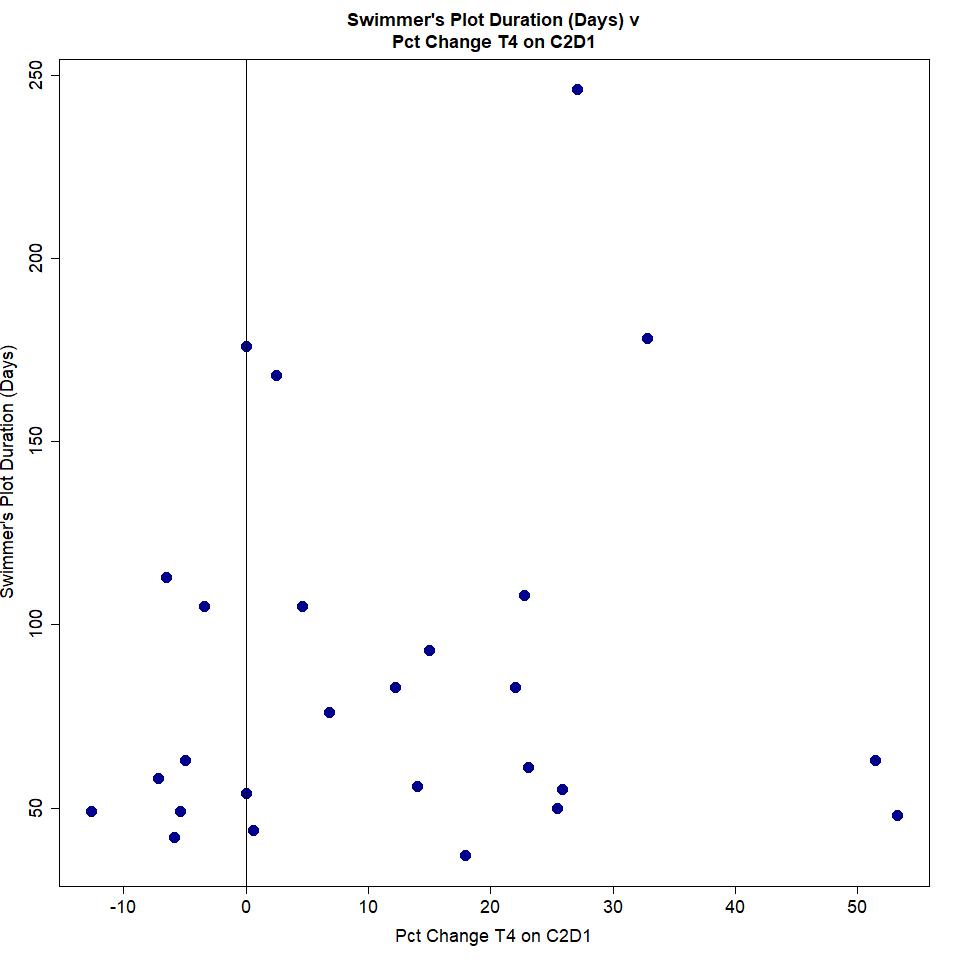 Swimmer's Plot Duration (Days) v
Pct Change T4 on C2D1
Swimmer's Plot Duration (Days)
250
200
150
100
50
-10 0 10 20 30 40 50
Pct Change T4 on C2D1